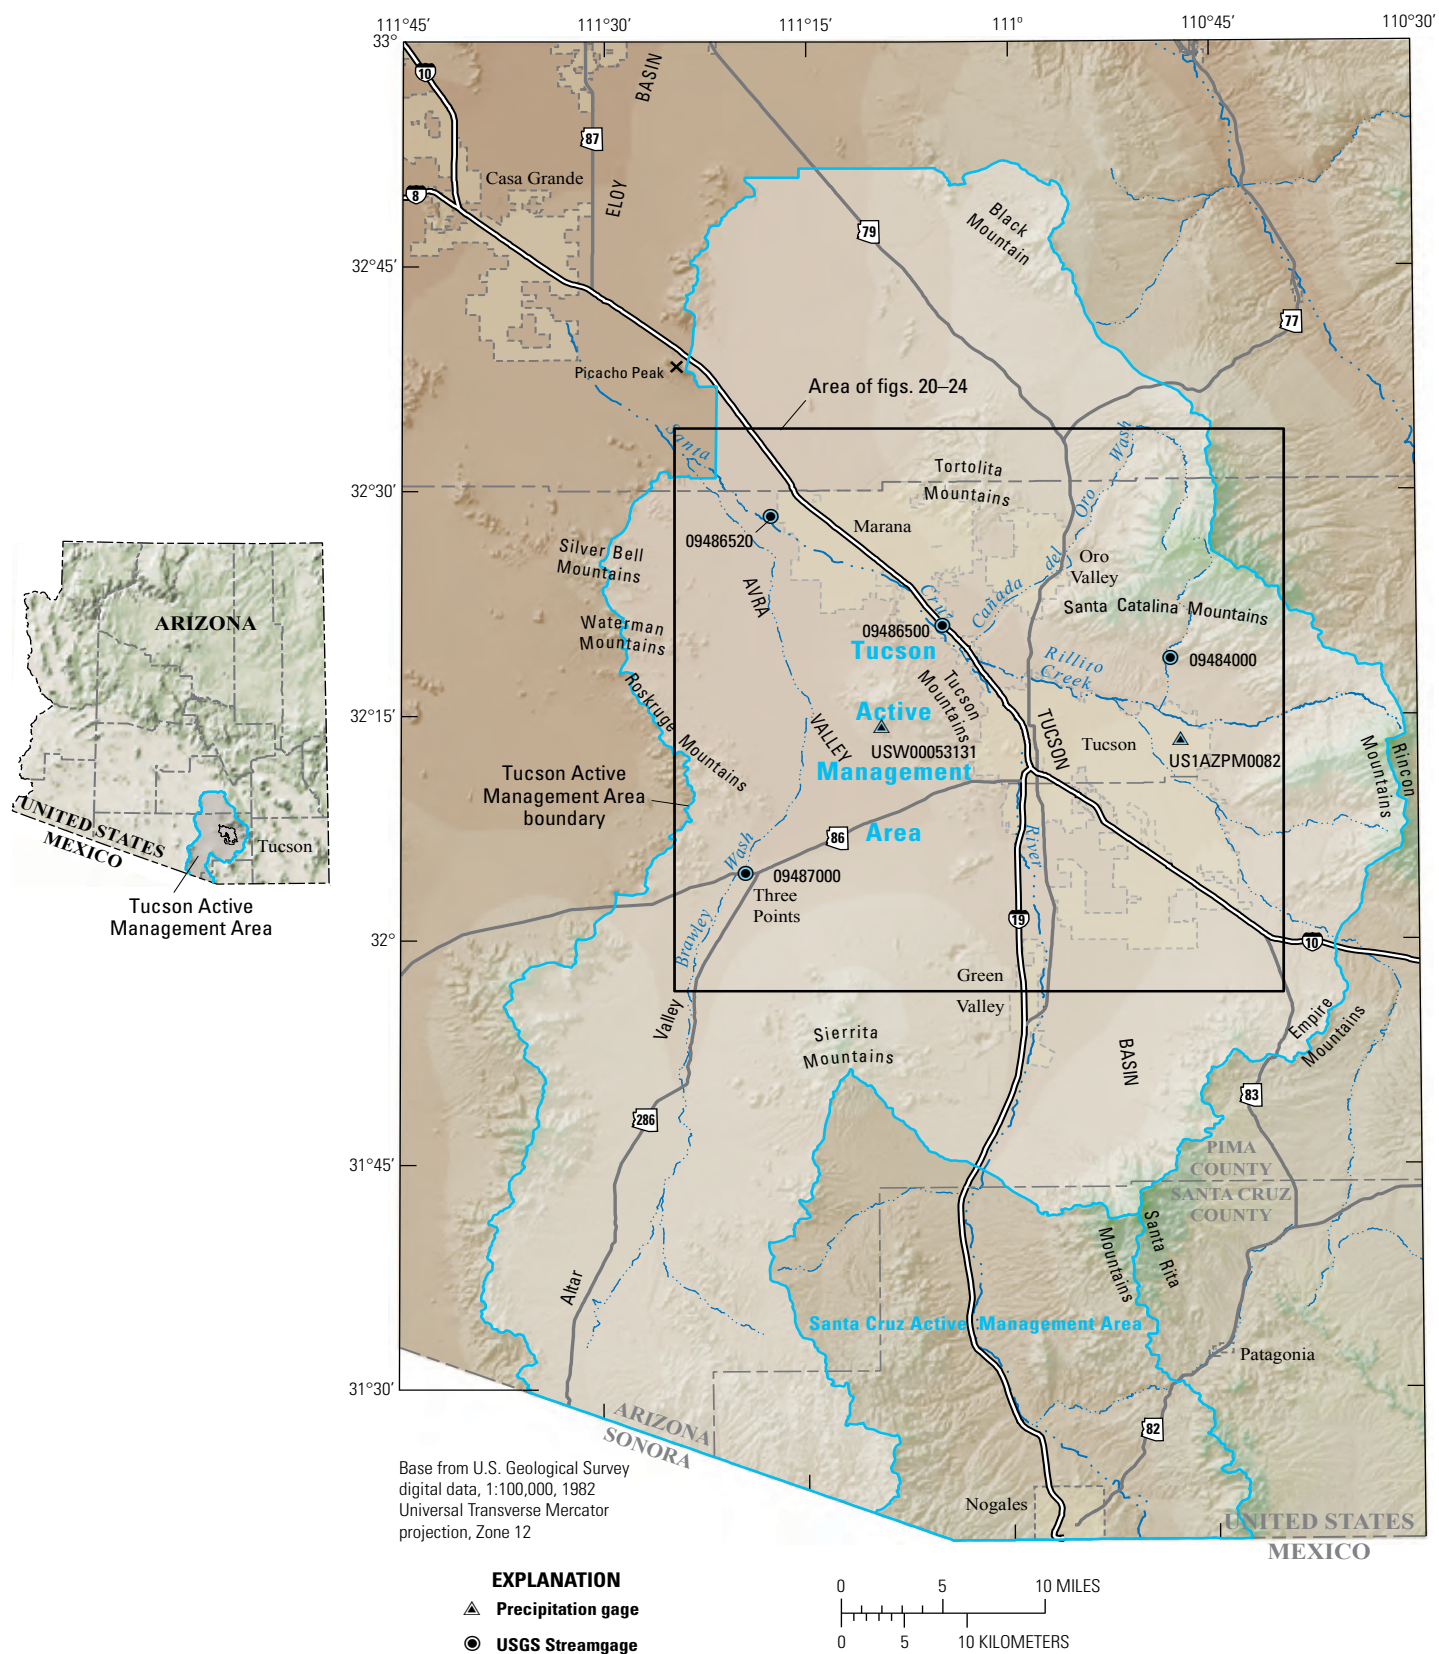 111°45'
111°30'
111°15'
111°
110°45'
110°30'
33°
10
BASIN
87
Casa Grande
8
ELOY
79
Black
Mountain
32°45'
77
Picacho Peak
Area of figs. 20–24
Santa
Wash
Tortolita
Mountains
32°30'
Oro
09486520
Marana
Silver Bell
Mountains
del
Oro
Valley
AVRA
Cañada
Cruz
Santa Catalina Mountains
ARIZONA
Waterman
Mountains
09486500
Tucson
Rillito
Creek
09484000
Roskruge Mountains
Tucson
Mountains
32°15'
Active
VALLEY
USW00053131
TUCSON
Tucson
US1AZPM0082
Rincon
Mountains
Tucson Active
Management Area
boundary
Management
UNITED STATES
MEXICO
Tucson
86
Area
River
Wash
09487000
Three
Points
Tucson Active
Management Area
19
32°
Brawley
10
Green
Valley
Valley
Empire
Mountains
Sierrita
Mountains
BASIN
83
286
31°45'
PIMA
COUNTY
SANTA CRUZ
COUNTY
Santa Rita
Mountains
Altar
Santa Cruz Active Management Area
Patagonia
31°30'
ARIZONA
SONORA
82
Base from U.S. Geological Survey
digital data, 1:100,000, 1982
Universal Transverse Mercator
projection, Zone 12
Nogales
UNITED STATES
MEXICO
EXPLANATION
Precipitation gage
USGS Streamgage
0 5 10 MILES
0 5 10 KILOMETERS